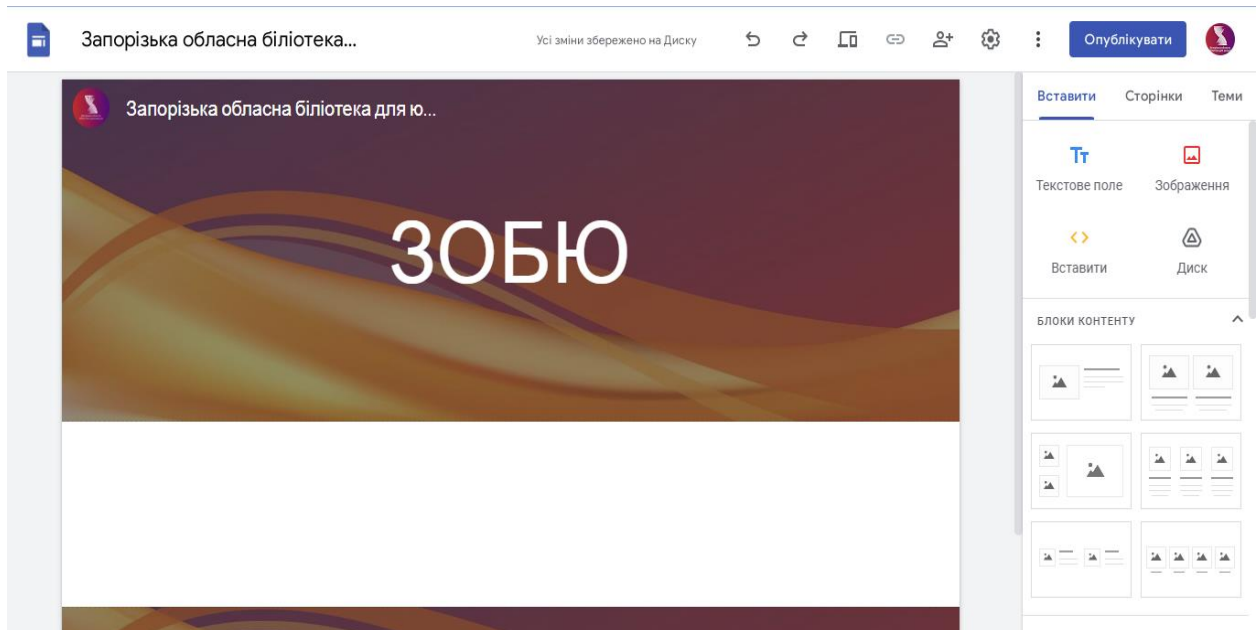 Запорізька обласна біліотека...
Усі зміни збережено на Диску
Опублікувати
Запорізька обласна біліотека для ю...
ЗОБЮ
Вставити Сторінки Теми
Текстове поле Зображення
Вставити Диск
БЛОКИ КОНТЕНТУ